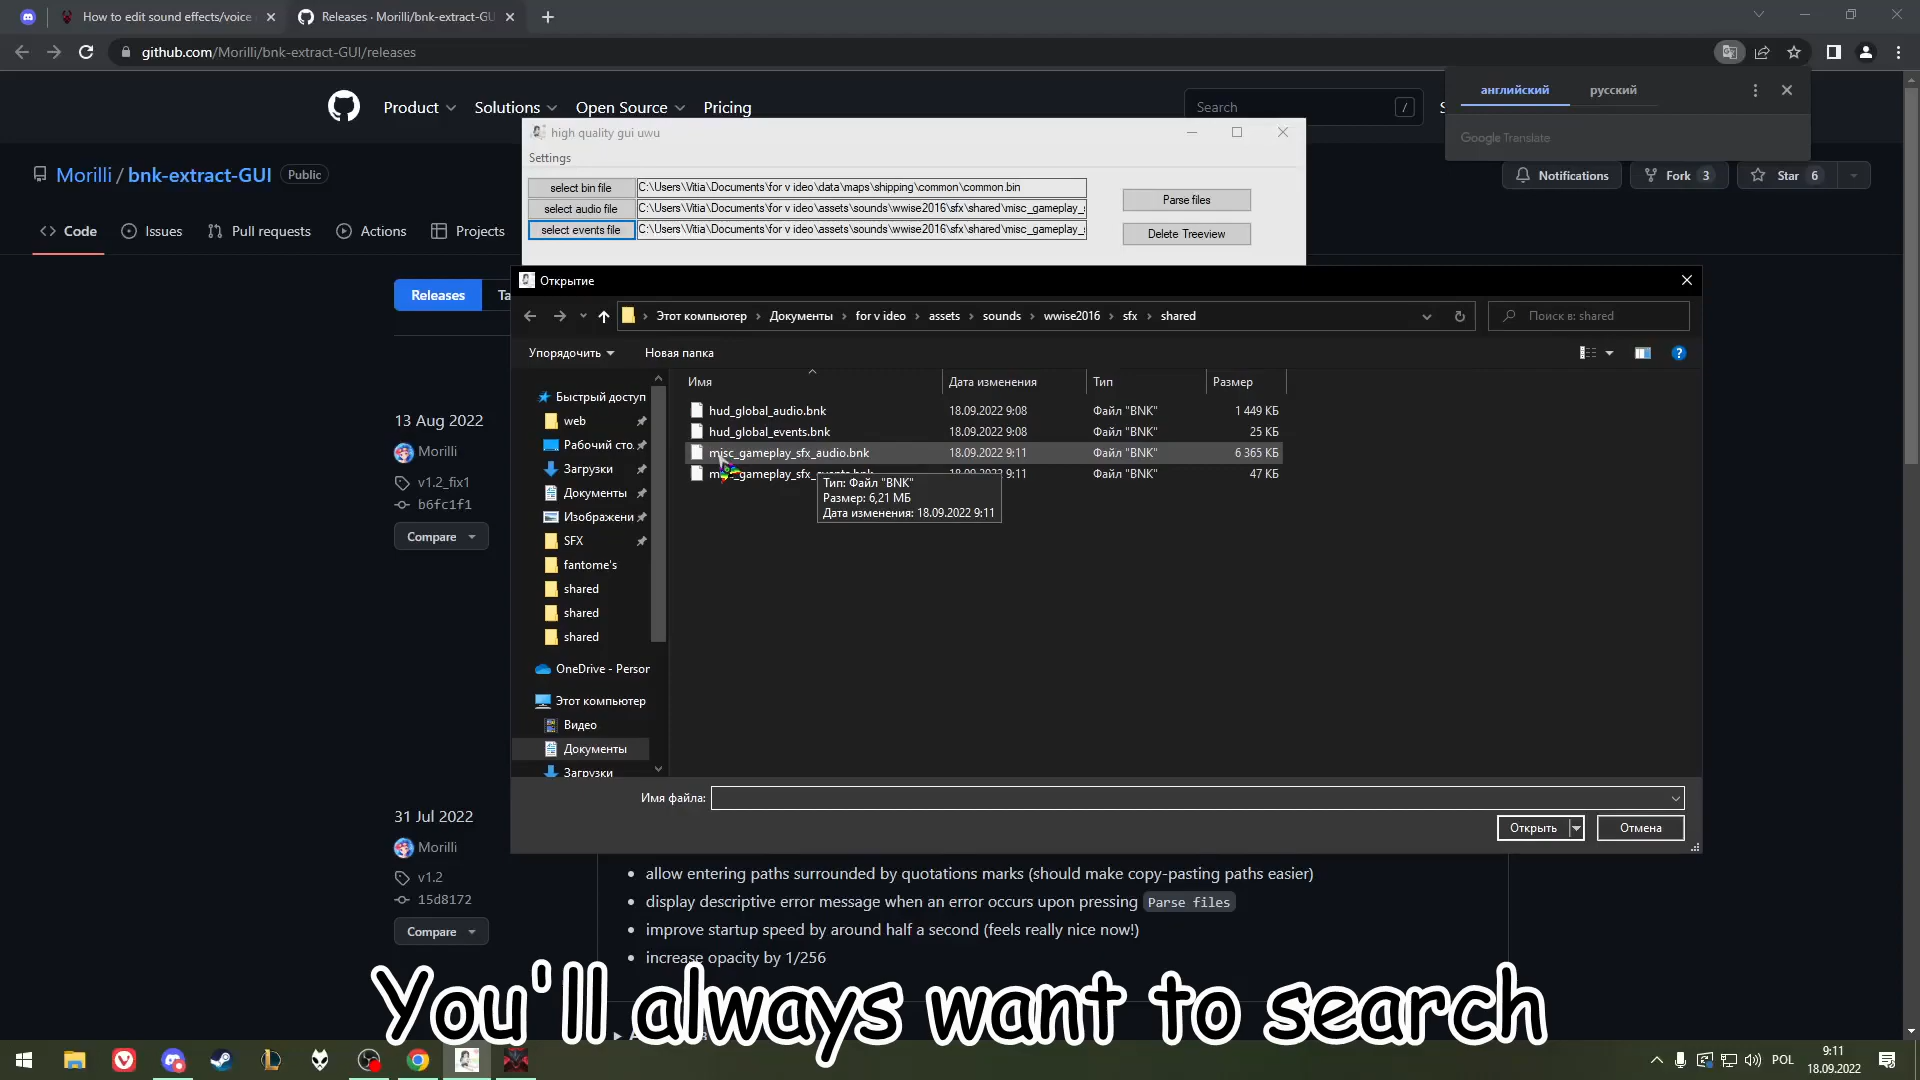 How to edit sound effects/voice
Releases · Morilli/bnk-extract-GU
github.com/Morilli/bnk-extract-GUI/releases
английский
русский
Google Translate
Product
Solutions
Open Source
Pricing
Search
/
Morilli / bnk-extract-GUI
Public
Notifications
Fork 3
Star 6
Code
Issues
Pull requests
Actions
Projects
high quality gui uwu
Settings
select bin file
C:\Users\Vitia\Documents\for v ideo\data\maps\shipping\common\common.bin
select audio file
C:\Users\Vitia\Documents\for v ideo\assets\sounds\wwise2016\sfx\shared\misc_gameplay_
select events file
C:\Users\Vitia\Documents\for v ideo\assets\sounds\wwise2016\sfx\shared\misc_gameplay_
Parse files
Delete Treeview
Releases
Ta
13 Aug 2022
Morilli
v1.2_fix1
b6fc1f1
Compare
31 Jul 2022
Morilli
v1.2
15d8172
Compare
Открытие
Этот компьютер
Документы
for v ideo
assets
sounds
wwise2016
sfx
shared
Поиск в: shared
Упорядочить
Новая папка
Быстрый доступ
web
Рабочий сто.
Загрузки
Документы
Изображени
SFX
fantome's
shared
shared
shared
OneDrive - Person
Этот компьютер
Видео
Документы
Загрузки
Имя
Дата изменения
Тип
Размер
hud_global_audio.bnk 18.09.2022 9:08 Файл "BNK" 1 449 КБ
hud_global_events.bnk 18.09.2022 9:08 Файл "BNK" 25 КБ
misc_gameplay_sfx_audio.bnk 18.09.2022 9:11 Файл "BNK" 6 365 КБ
misc_gameplay_sfx_events.bnk 18.09.2022 9:11 Файл "BNK" 47 КБ
Тип: Файл "BNK"
Размер: 6,21 МБ
Дата изменения: 18.09.2022 9:11
Имя файла:
Открыть
Отмена
allow entering paths surrounded by quotations marks (should make copy-pasting paths easier)
display descriptive error message when an error occurs upon pressing Parse files
improve startup speed by around half a second (feels really nice now!)
increase opacity by 1/256
You'll always want to search
POL
9:11
18.09.2022